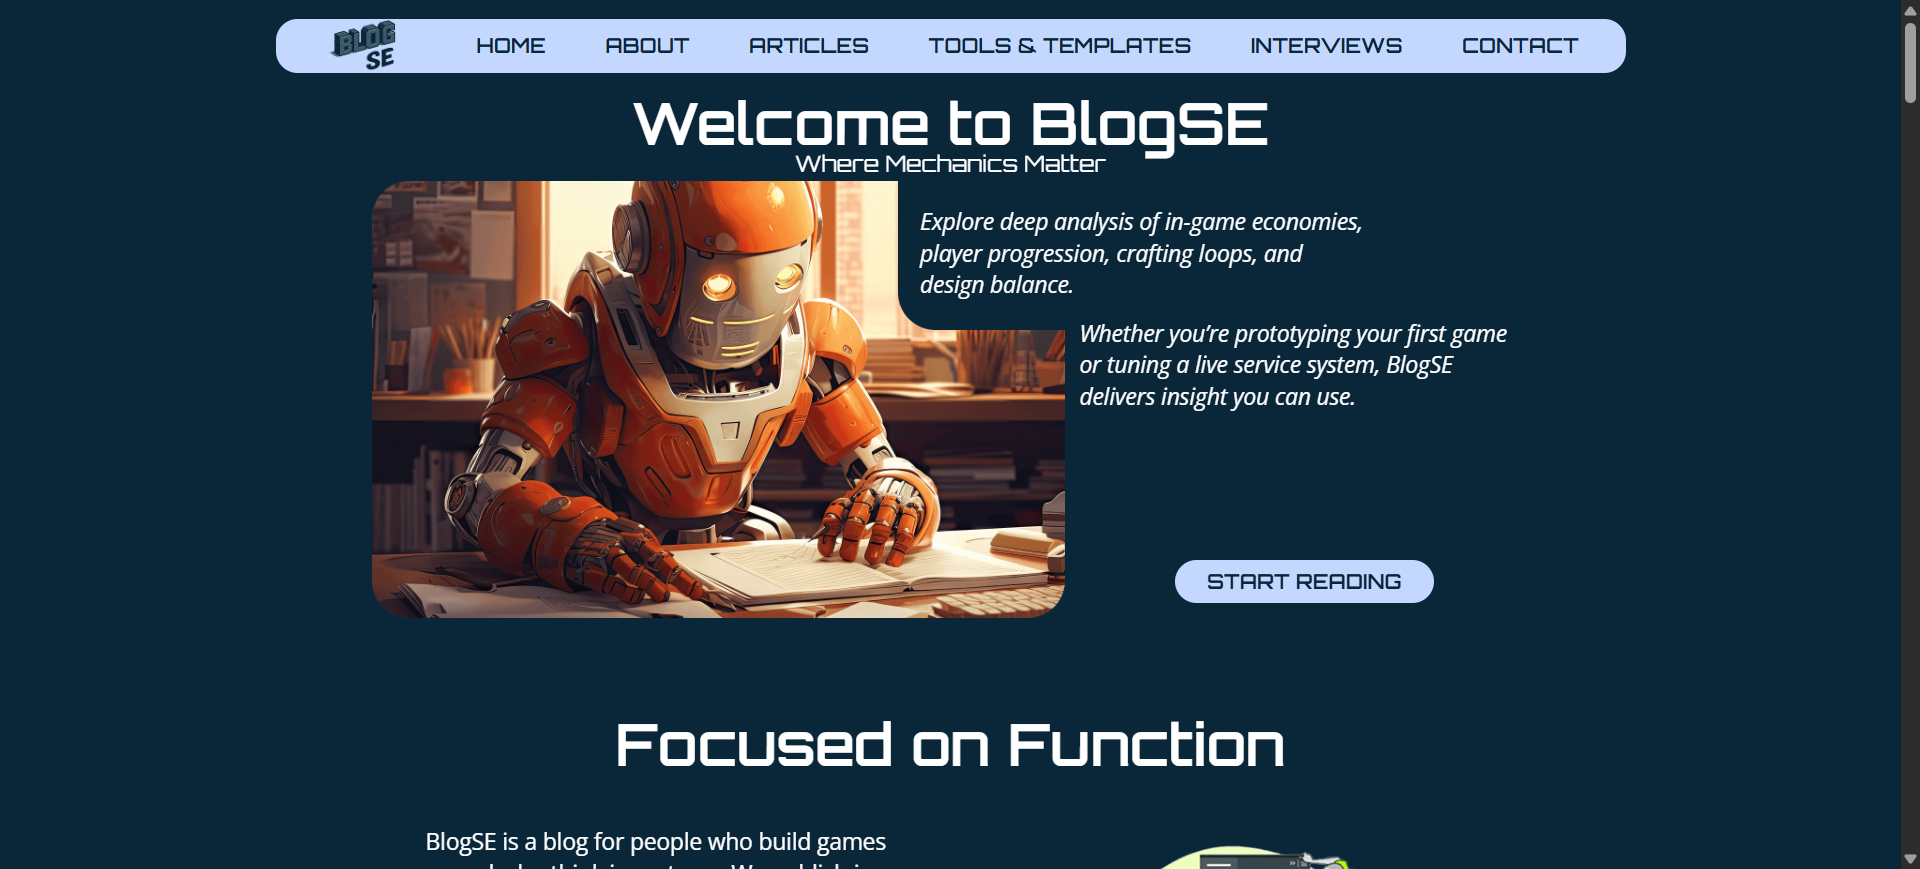 BLOG
SE
HOME ABOUT ARTICLES TOOLS & TEMPLATES INTERVIEWS CONTACT
Welcome to BlogSE
Where Mechanics Matter
Explore deep analysis of in-game economies,
player progression, crafting loops, and
design balance.
Whether you’re prototyping your first game
or tuning a live service system, BlogSE
delivers insight you can use.
START READING
Focused on Function
BlogSE is a blog for people who build games